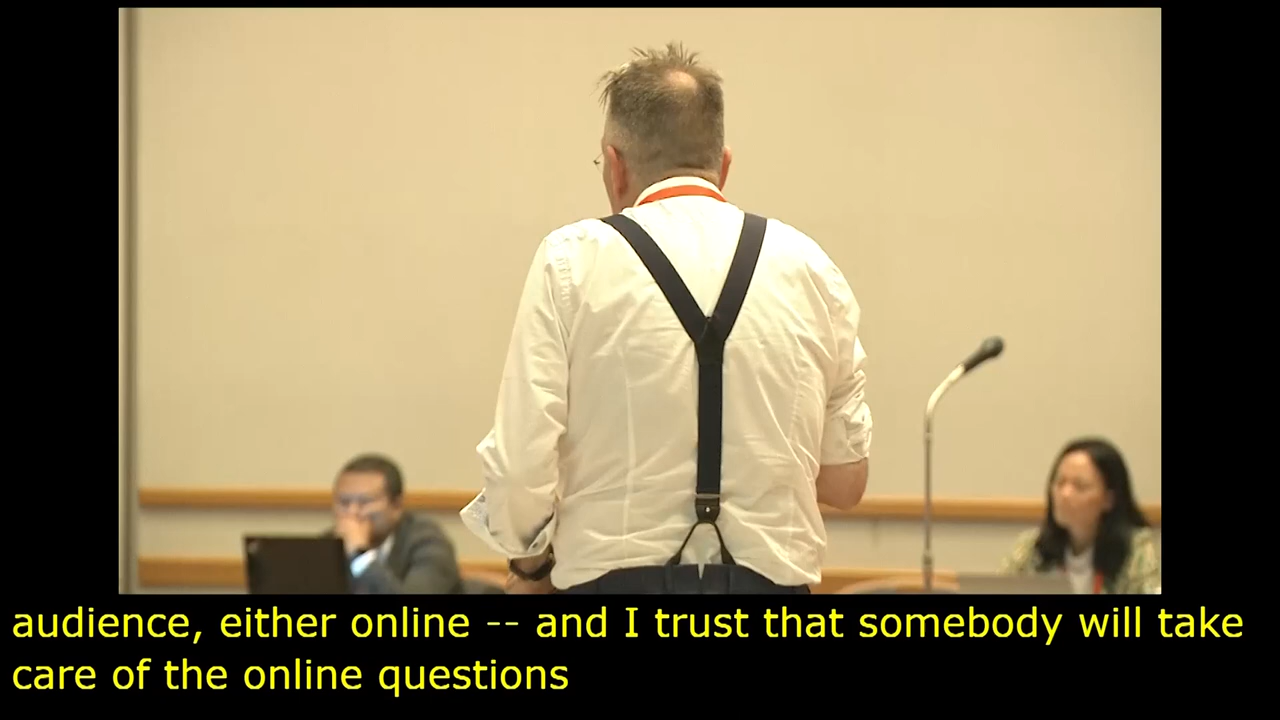 audience, either online -- and I trust that somebody will take
care of the online questions